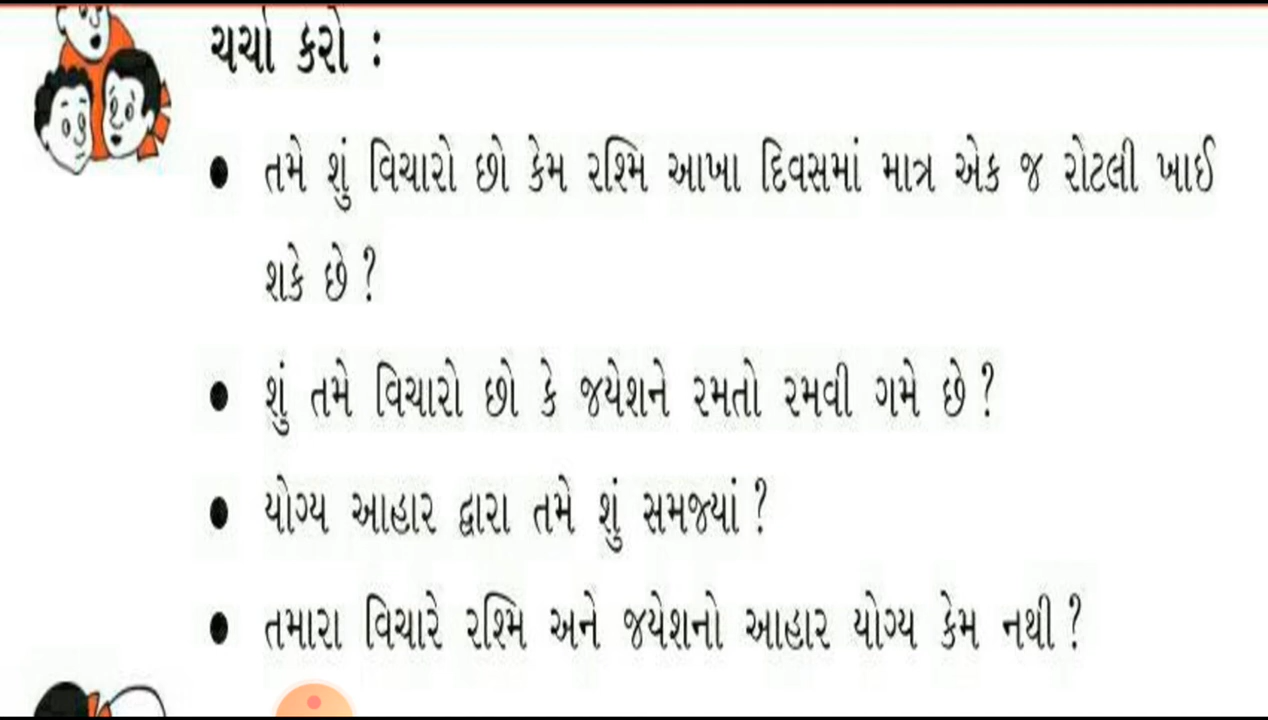 ચર્ચા કરો :
● તમે શું વિચારો છો કેમ રશ્મિ આખા દિવસમાં માત્ર એક જ રોટલી ખાઈ
શકે છે ?
● શું તમે વિચારો છો કે જયેશને રમતો રમવી ગમે છે ?
● યોગ્ય આહાર દ્વારા તમે શું સમજ્યાં ?
● તમારા વિચારે રશ્મિ અને જયેશનો આહાર યોગ્ય કેમ નથી ?